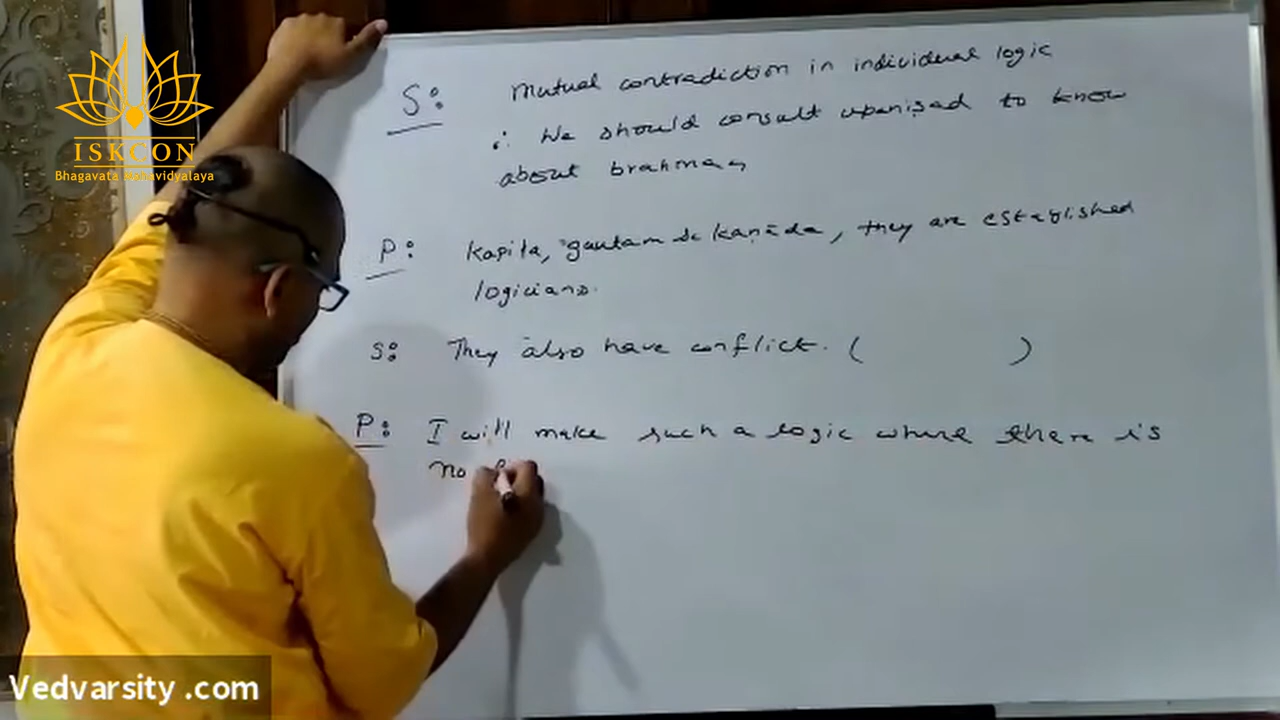 ISKCON
Bhagavata Mahavidyalaya
S: Mutual contradiction in individual logic
∴ We should consult upanisad to know
about brahman
P: Kapila, gautam & kanāda, they are established
logicians.
S: They also have conflict. ( )
P: I will make such a logic where there is
no
Vedvarsity .com